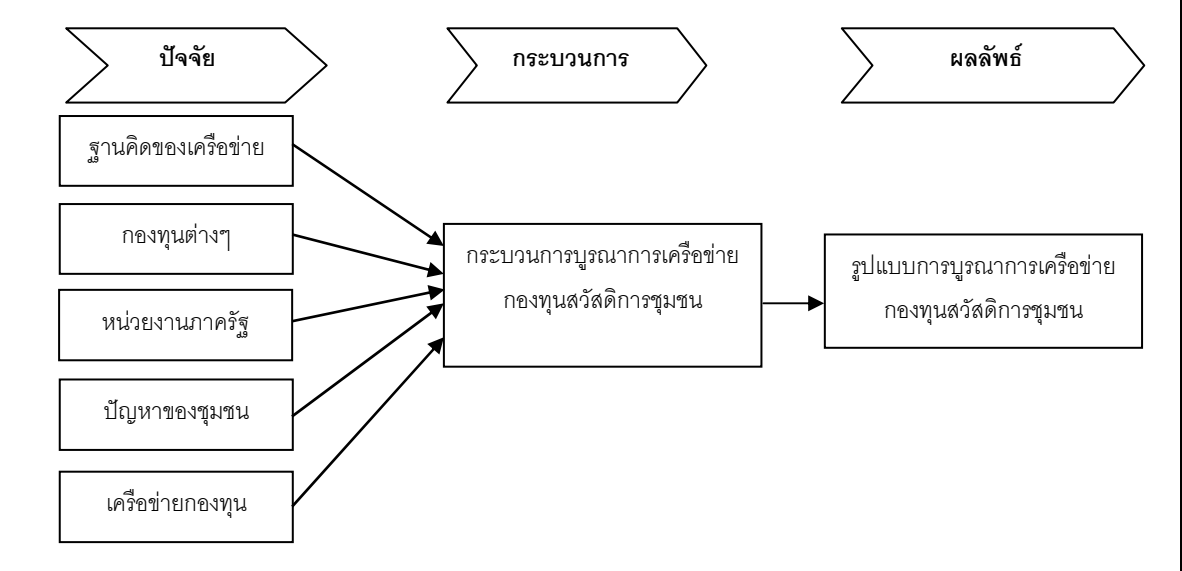 ปัจจัย
กระบวนการ
ผลลัพธ์
ฐานคิดของเครือข่าย
กองทุนต่างๆ
หน่วยงานภาครัฐ
ปัญหาของชุมชน
เครือข่ายกองทุน
กระบวนการบูรณาการเครือข่าย
กองทุนสวัสดิการชุมชน
รูปแบบการบูรณาการเครือข่าย
กองทุนสวัสดิการชุมชน